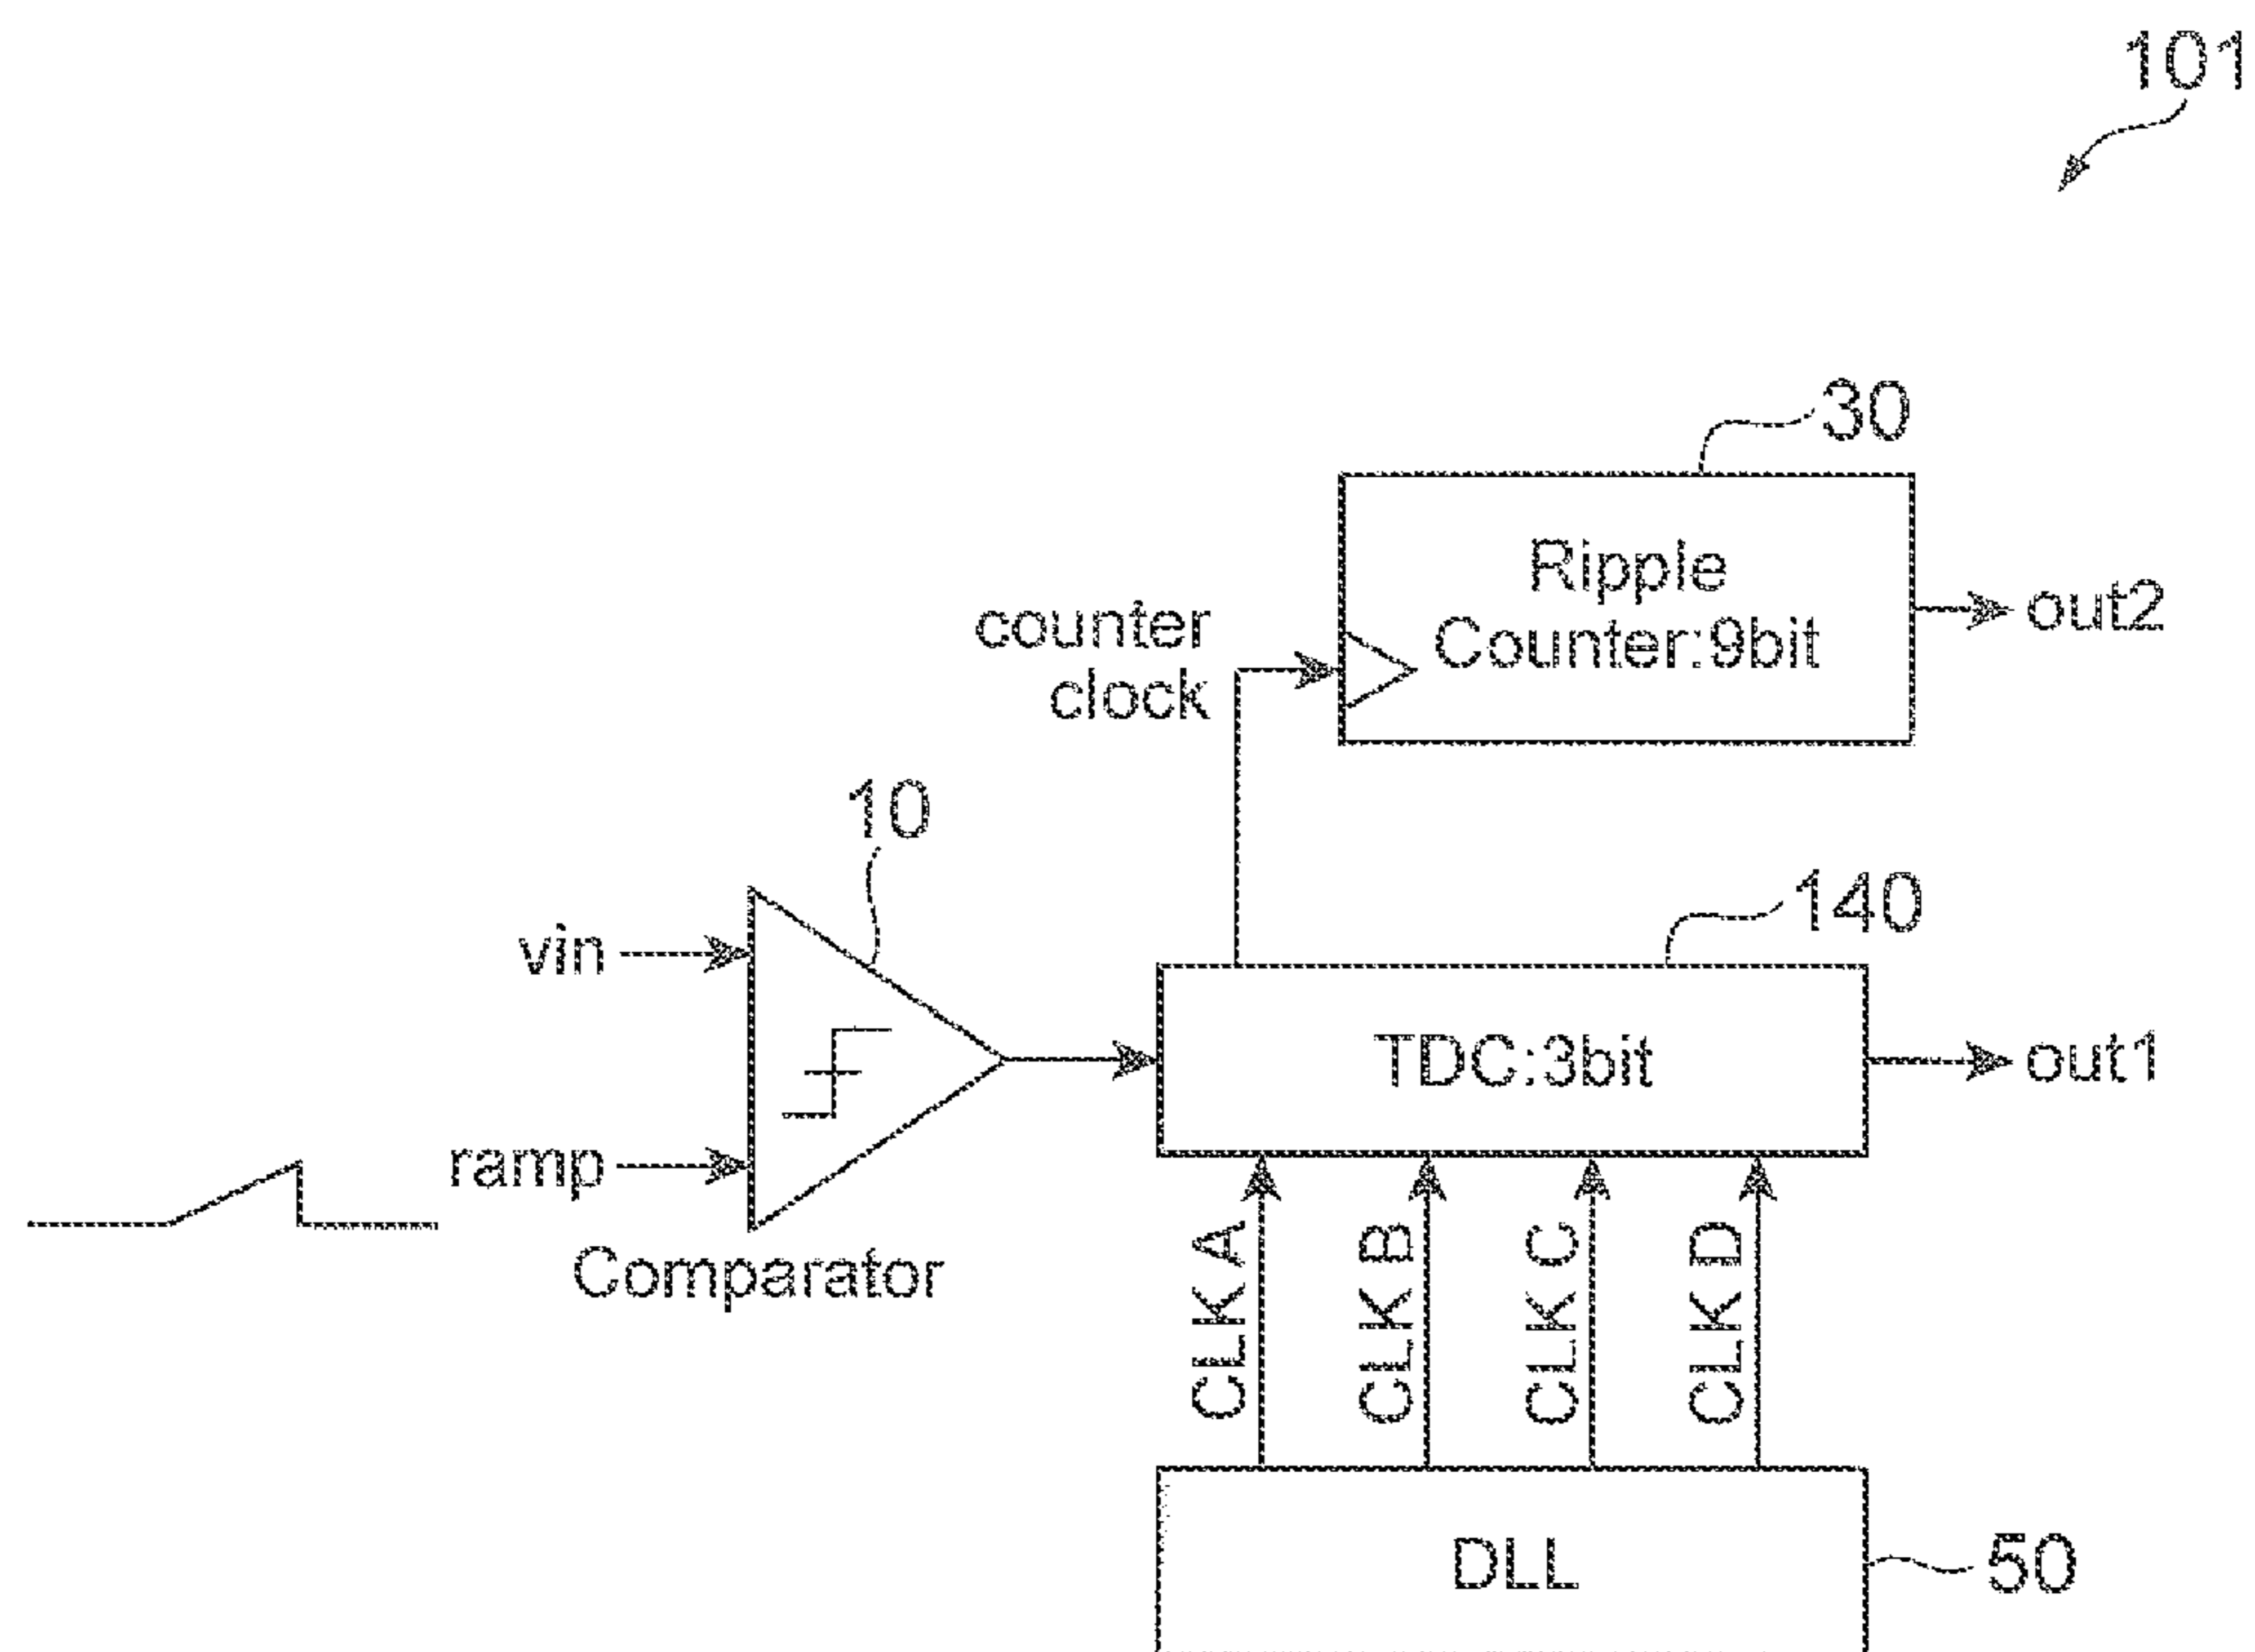 101
30
Ripple
Counter:9bit
out2
counter
clock
10
140
vin
TDC:3bit
out1
ramp
Comparator
CLK A
CLK B
CLK C
CLK D
DLL
50